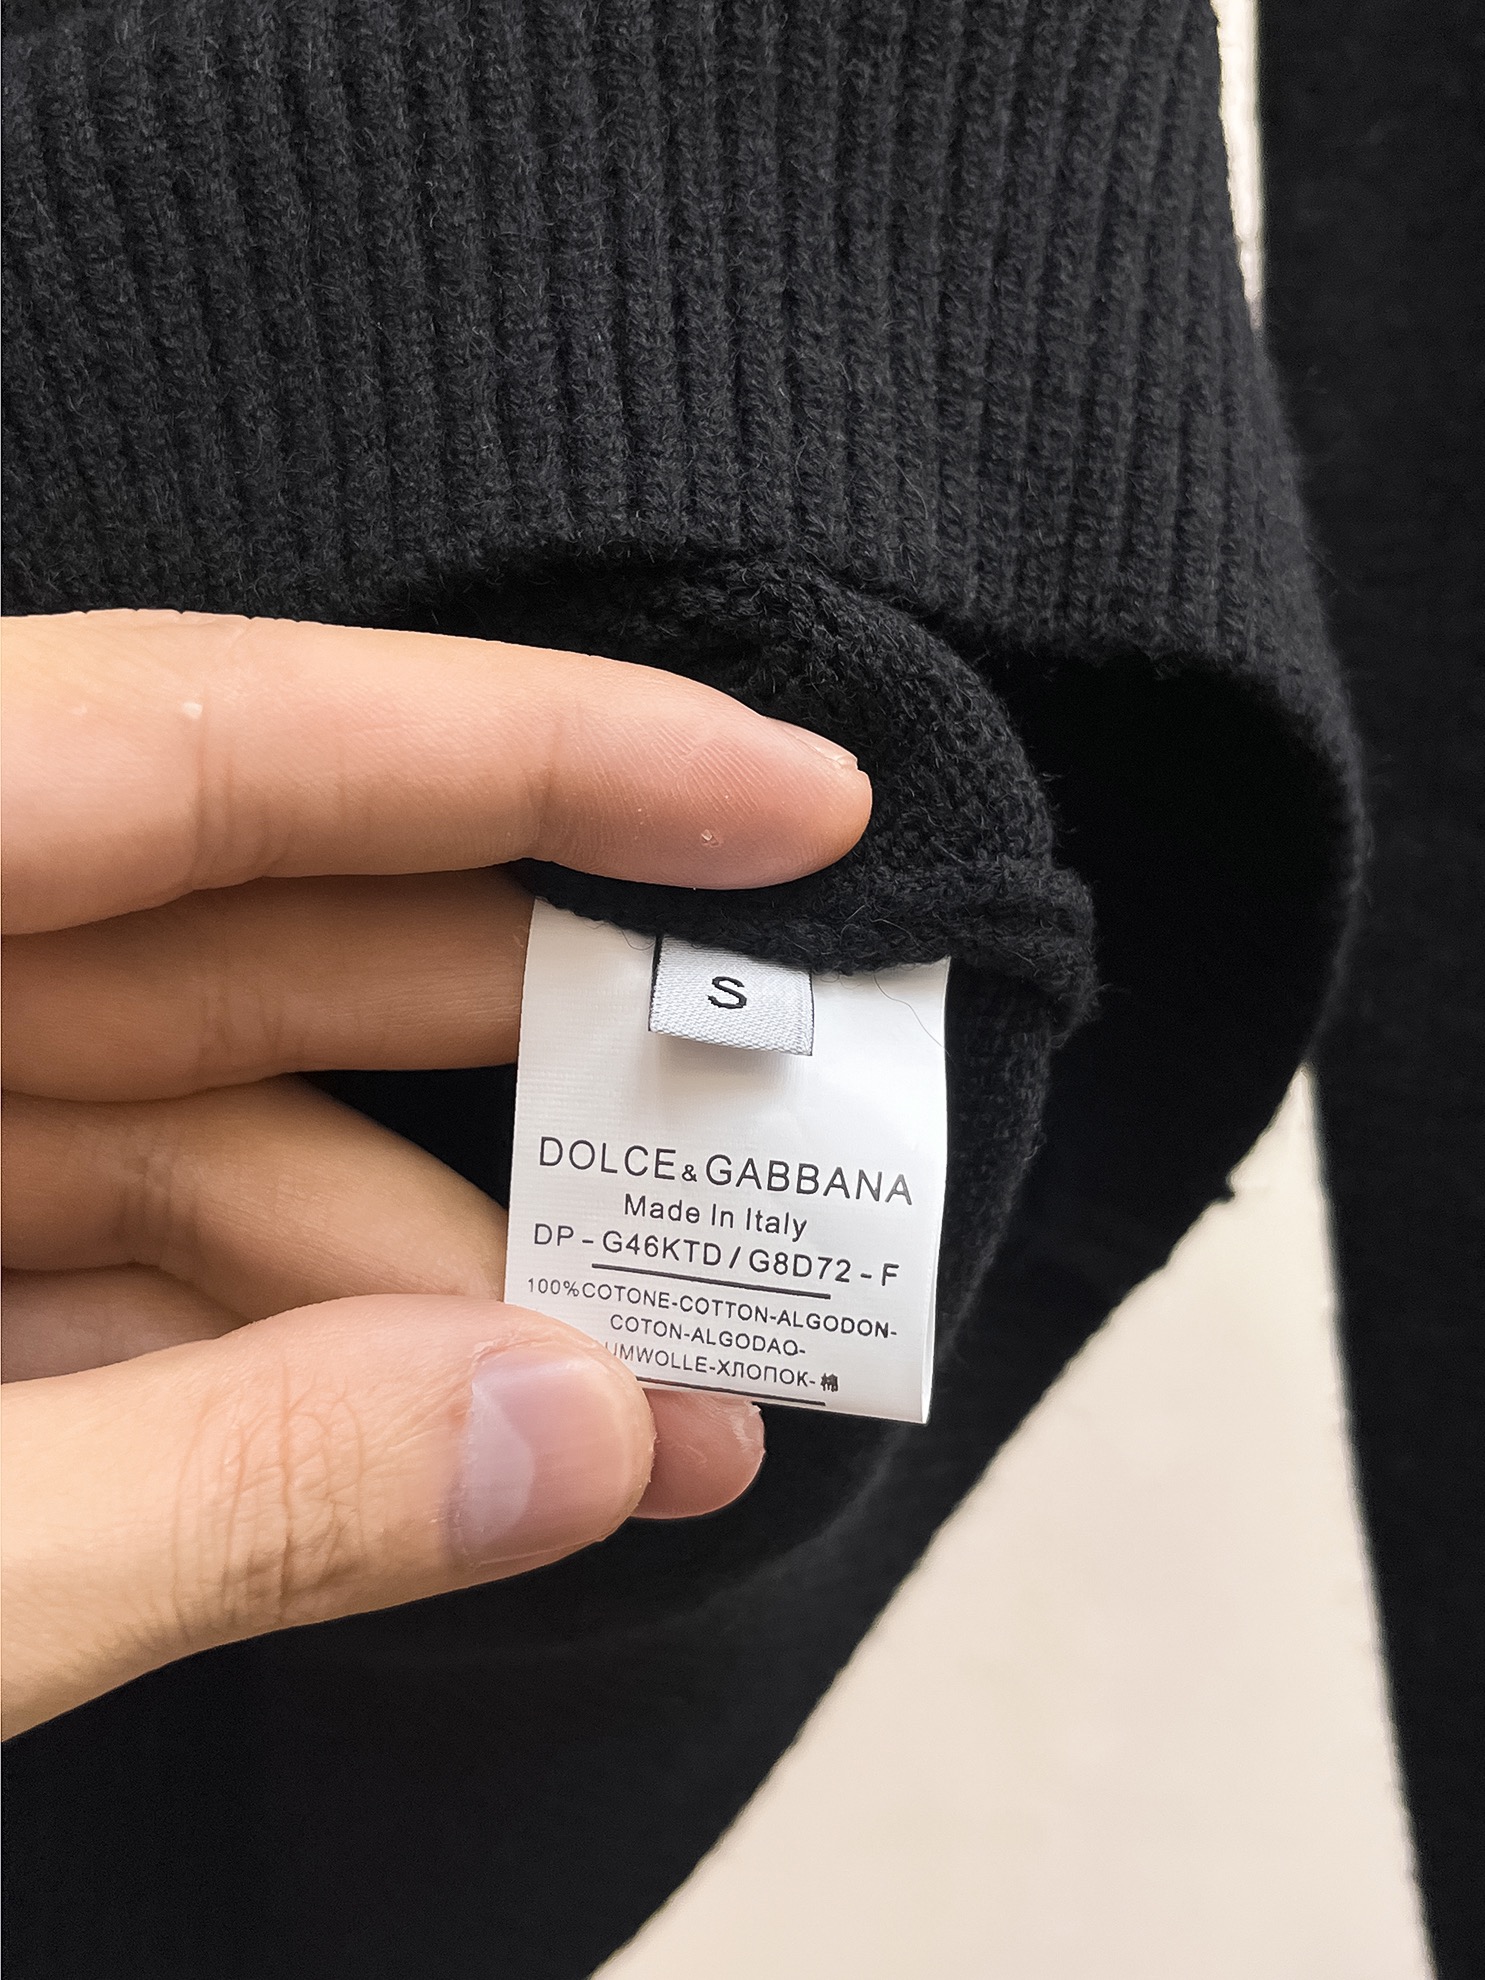 S
DOLCE&GABBANA
Made In Italy
DP - G46KTD / G8D72 - F
100%COTONE-COTTON-ALGODON-
COTON-ALGODAO-
UMWOLLE-ХЛОПОК-棉